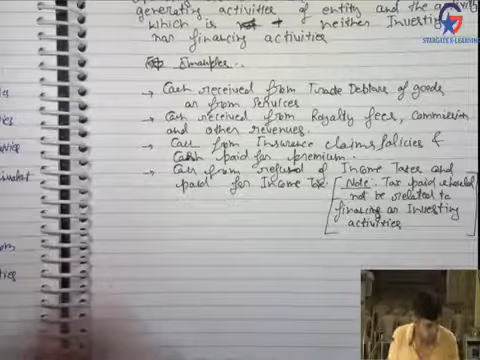 generating activities of entity and the activity
which is neither Investing
nor financing activities
STARGATE E-LEARNING
Examples:-
→ Cash received from Trade Debtors of goods
or from services
→ Cash received from Royalty fees, Commission
and other revenues.
→ Cash from Insurance claims, Policies &
Cash paid for premium.
→ Cash from refund of Income Taxes and
paid for Income Tax. [Note: Tax paid should
not be related to
financing or Investing
activities]